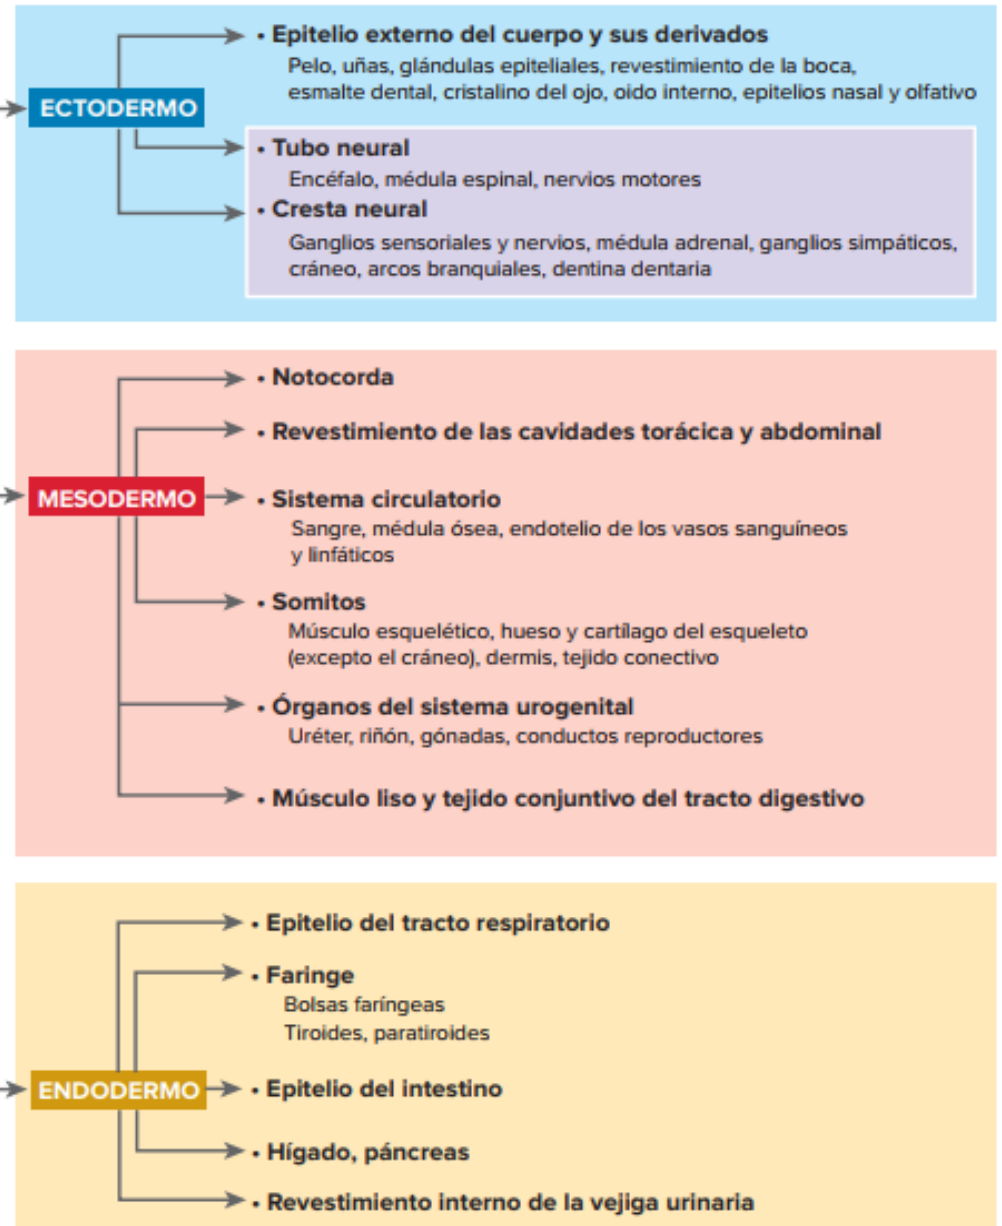 • Epitelio externo del cuerpo y sus derivados
Pelo, uñas, glándulas epiteliales, revestimiento de la boca,
esmalte dental, cristalino del ojo, oido interno, epitelios nasal y olfativo
ECTODERMO
• Tubo neural
Encéfalo, médula espinal, nervios motores
• Cresta neural
Ganglios sensoriales y nervios, médula adrenal, ganglios simpáticos,
cráneo, arcos branquiales, dentina dentaria
• Notocorda
• Revestimiento de las cavidades torácica y abdominal
MESODERMO
• Sistema circulatorio
Sangre, médula ósea, endotelio de los vasos sanguíneos
y linfáticos
• Somitos
Músculo esquelético, hueso y cartílago del esqueleto
(excepto el cráneo), dermis, tejido conectivo
• Órganos del sistema urogenital
Uréter, riñón, gónadas, conductos reproductores
• Músculo liso y tejido conjuntivo del tracto digestivo
• Epitelio del tracto respiratorio
• Faringe
Bolsas faríngeas
Tiroides, paratiroides
ENDODERMO
• Epitelio del intestino
• Hígado, páncreas
• Revestimiento interno de la vejiga urinaria